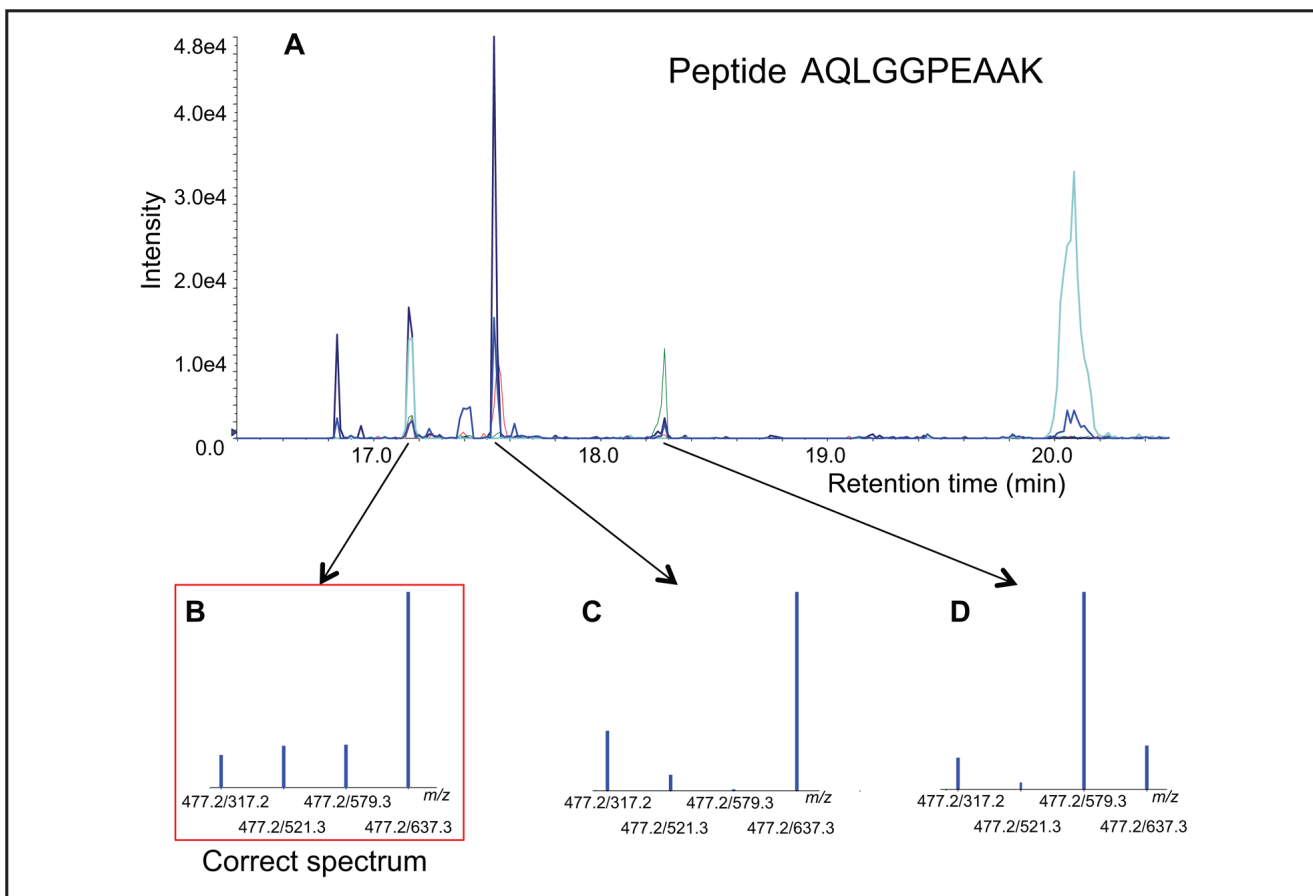 A
Peptide AQLGGPEAAK
4.8e4
4.0e4
3.0e4
2.0e4
1.0e4
0.0
Intensity
17.0
18.0
19.0
20.0
Retention time (min)
B
477.2/317.2
477.2/579.3
m/z
477.2/521.3
477.2/637.3
Correct spectrum
C
477.2/317.2
477.2/579.3
m/z
477.2/521.3
477.2/637.3
D
477.2/317.2
477.2/579.3
m/z
477.2/521.3
477.2/637.3